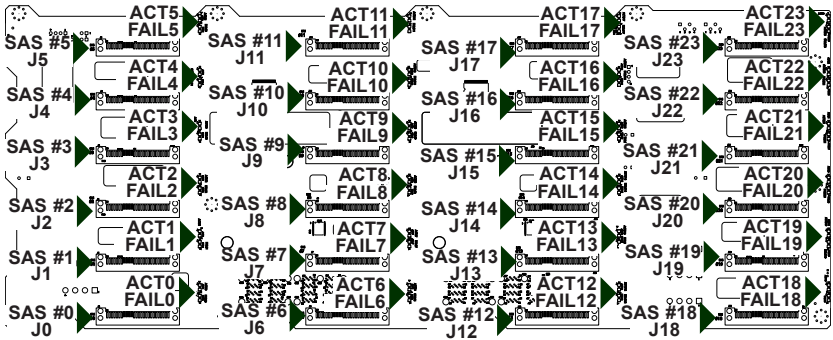 ACT5
FAIL5
SAS #5
J5
ACT4
FAIL4
SAS #4
J4
ACT3
FAIL3
SAS #3
J3
ACT2
FAIL2
SAS #2
J2
ACT1
FAIL1
SAS #1
J1
ACT0
FAIL0
SAS #0
J0
ACT11
FAIL11
SAS #11
J11
ACT10
FAIL10
SAS #10
J10
ACT9
FAIL9
SAS #9
J9
ACT8
FAIL8
SAS #8
J8
ACT7
FAIL7
SAS #7
J7
ACT6
FAIL6
SAS #6
J6
ACT17
FAIL17
SAS #17
J17
ACT16
FAIL16
SAS #16
J16
ACT15
FAIL15
SAS #15
J15
ACT14
FAIL14
SAS #14
J14
ACT13
FAIL13
SAS #13
J13
ACT12
FAIL12
SAS #12
J12
ACT23
FAIL23
SAS #23
J23
ACT22
FAIL22
SAS #22
J22
ACT21
FAIL21
SAS #21
J21
ACT20
FAIL20
SAS #20
J20
ACT19
FAIL19
SAS #19
J19
ACT18
FAIL18
SAS #18
J18